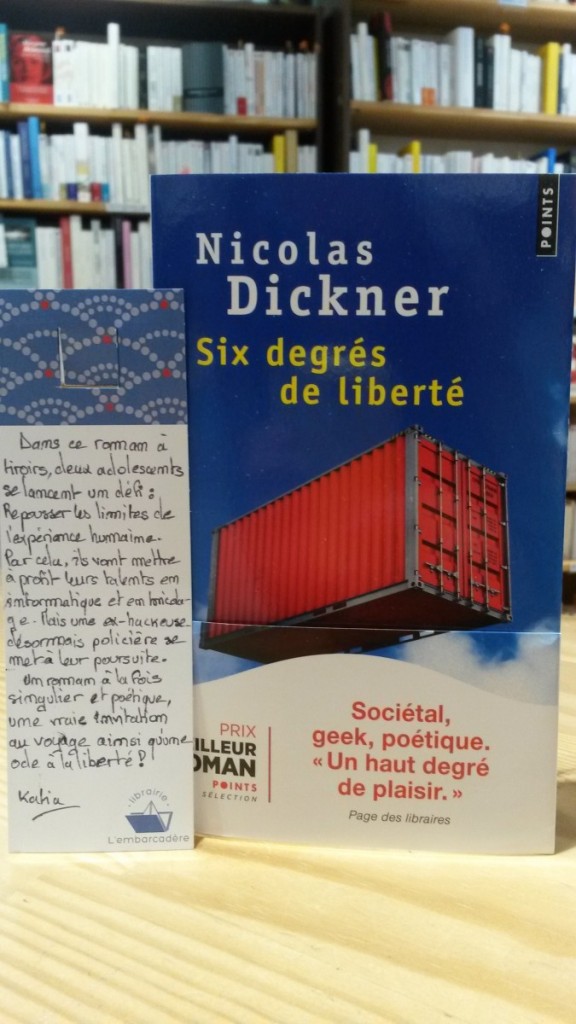 POINTS
Nicolas
Dickner
Six degrés
de liberté
Dans ce roman à
tiroirs, deux adolescents
se lancent un défi :
Repousser les limites de
l'expérience humaine.
Par celu, ils vont mettre
à profit leurs talents en
informatique et en bricola-
ge. Mais une ex-hackeuse
désormais policière se
met à leur poursuite.
Un roman à la fois
singulier et poétique,
une vraie invitation
au voyage ainsi qu'une
ode à la liberté !
Katia
librairie
L'embarcadère
PRIX
ILLEUR
OMAN
POINTS
SÉLECTION
Sociétal,
geek, poétique.
« Un haut degré
de plaisir. »
Page des libraires